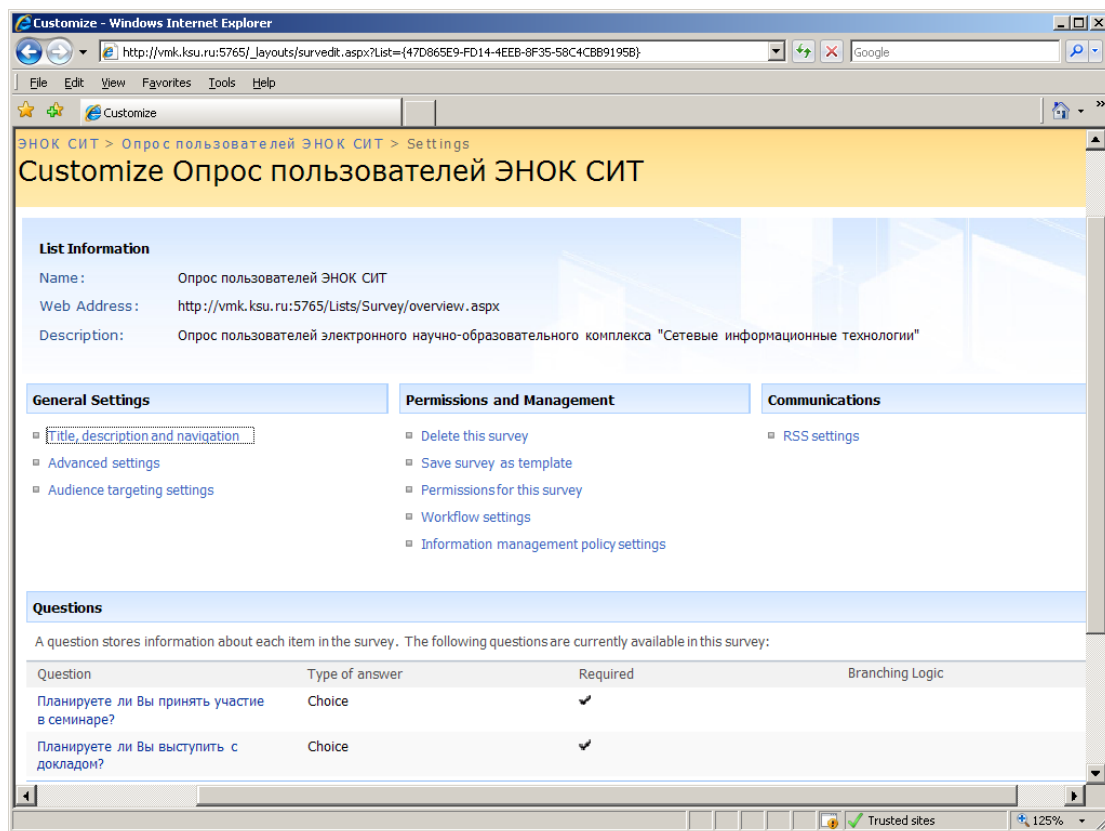 Customize - Windows Internet Explorer
http://vmk.ksu.ru:5765/_layouts/survedit.aspx?List={47D865E9-FD14-4EEB-8F35-58C4CBB9195B}
Google
File Edit View Favorites Tools Help
Customize
ЭНОК СИТ > Опрос пользователей ЭНОК СИТ > Settings
Customize Опрос пользователей ЭНОК СИТ
List Information
Name: Опрос пользователей ЭНОК СИТ
Web Address: http://vmk.ksu.ru:5765/Lists/Survey/overview.aspx
Description: Опрос пользователей электронного научно-образовательного комплекса "Сетевые информационные технологии"
General Settings Permissions and Management Communications
Title, description and navigation Delete this survey RSS settings
Advanced settings Save survey as template
Audience targeting settings Permissions for this survey
Workflow settings
Information management policy settings
Questions
A question stores information about each item in the survey. The following questions are currently available in this survey:
Question Type of answer Required Branching Logic
Планируете ли Вы принять участие Choice
в семинаре?
Планируете ли Вы выступить с Choice
докладом?
Trusted sites 125%